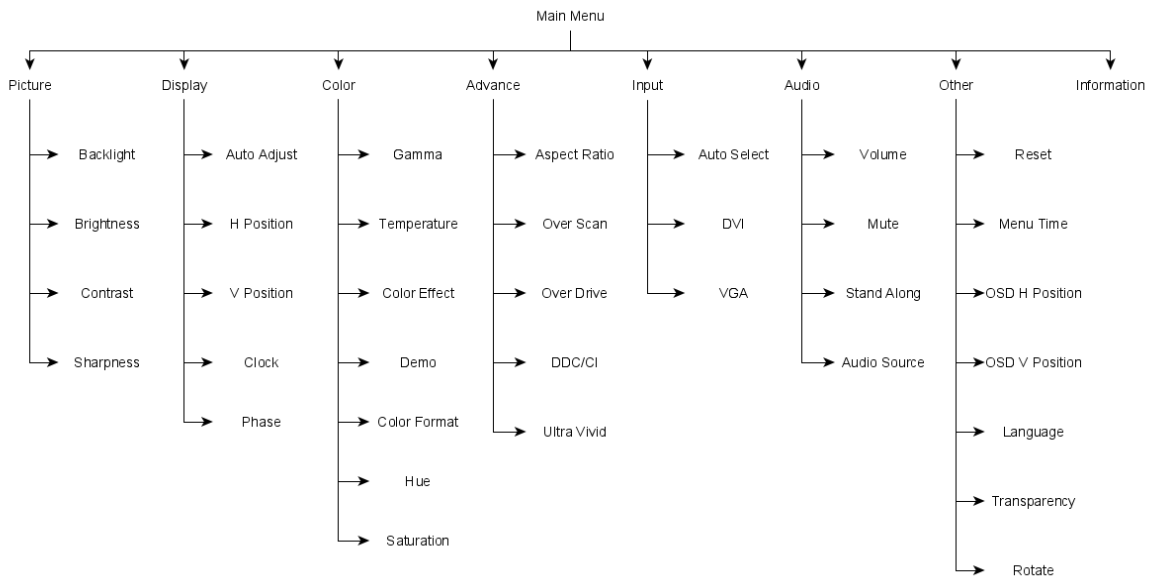 Main Menu
Picture Display Color Advance Input Audio Other Information
Backlight Auto Adjust Gamma Aspect Ratio Auto Select Volume Reset
Brightness H Position Temperature Over Scan DVI Mute Menu Time
Contrast V Position Color Effect Over Drive VGA Stand Along OSD H Position
Sharpness Clock Demo DDC/CI Audio Source OSD V Position
Phase Color Format Ultra Vivid Language
Hue Transparency
Saturation Rotate